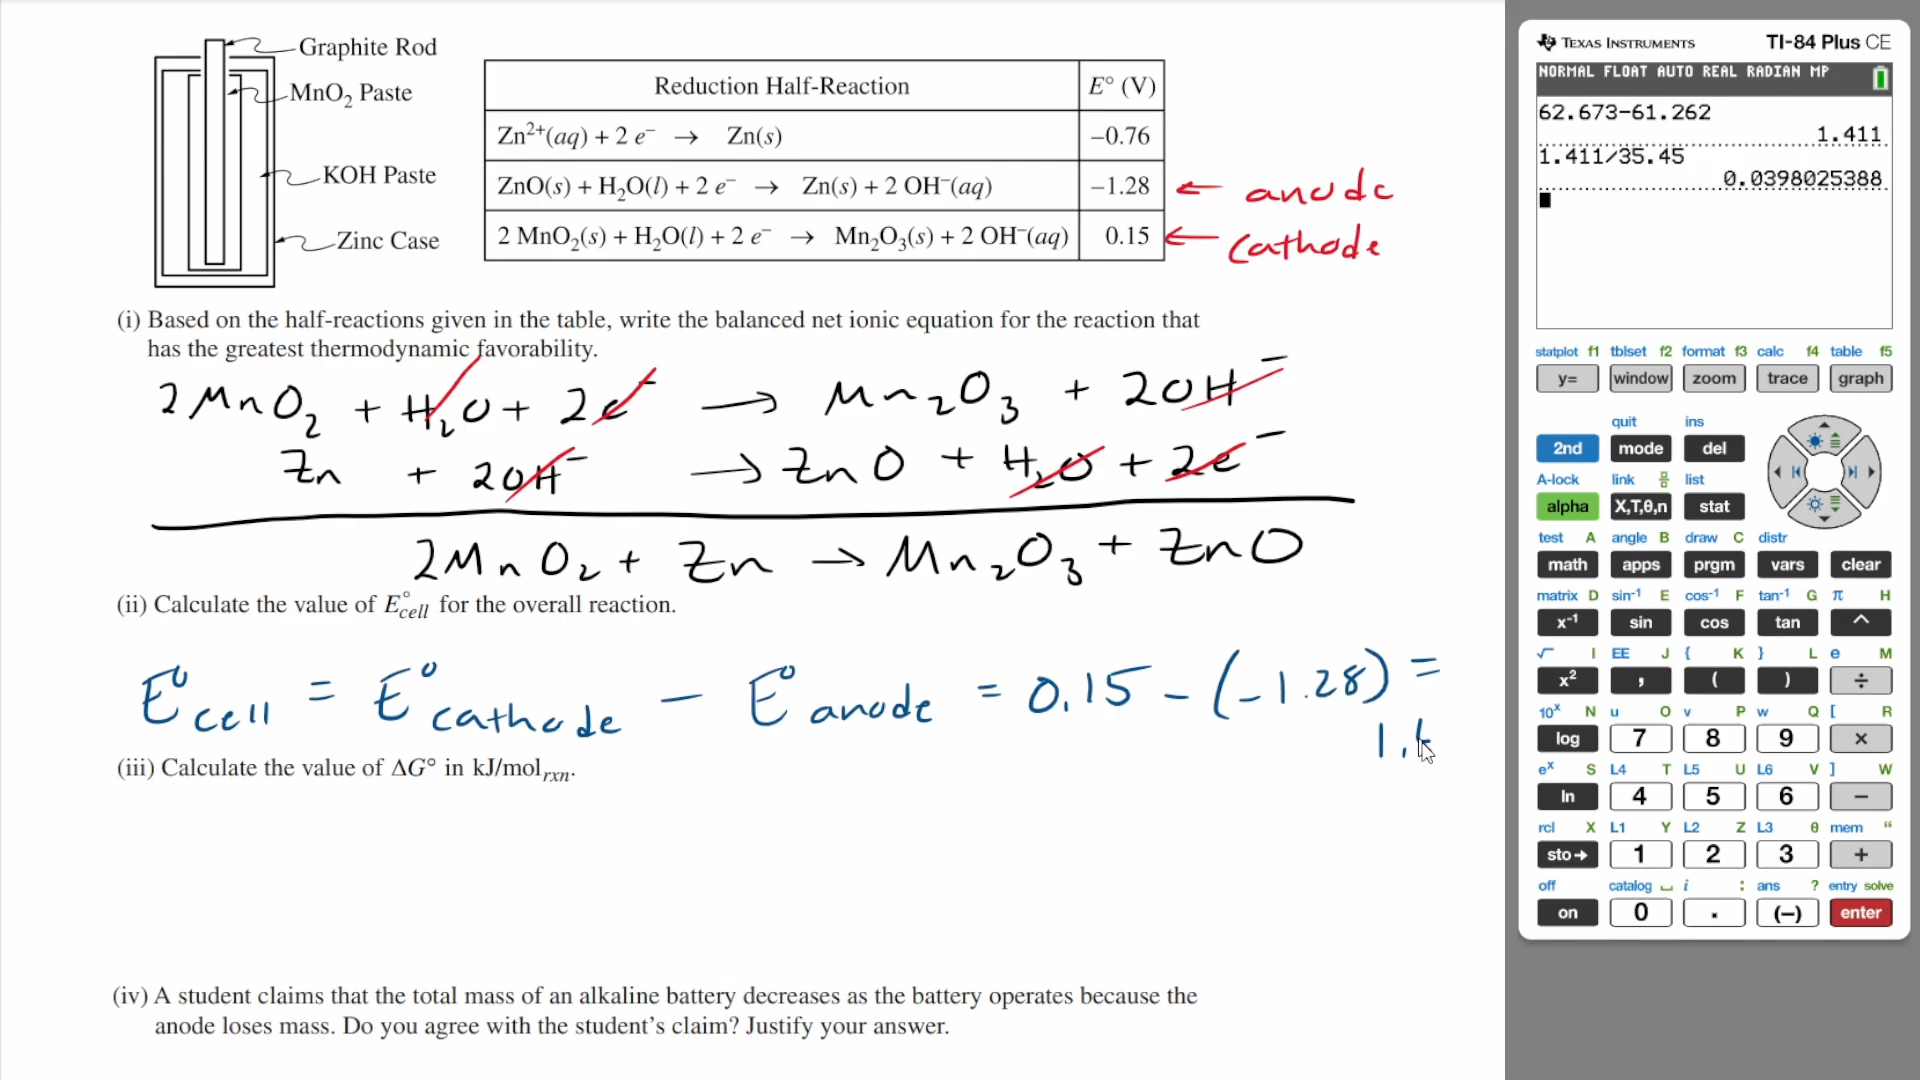 Graphite Rod
MnO₂ Paste
KOH Paste
Zinc Case
Reduction Half-Reaction E° (V)
Zn²⁺(aq) + 2 e⁻ → Zn(s) −0.76
ZnO(s) + H₂O(l) + 2 e⁻ → Zn(s) + 2 OH⁻(aq) −1.28 ← anode
2 MnO₂(s) + H₂O(l) + 2 e⁻ → Mn₂O₃(s) + 2 OH⁻(aq) 0.15 ← cathode
(i) Based on the half-reactions given in the table, write the balanced net ionic equation for the reaction that
has the greatest thermodynamic favorability.
2MnO₂ + H₂O + 2e⁻ → Mn₂O₃ + 2OH⁻
Zn + 2OH⁻ → ZnO + H₂O + 2e⁻
2MnO₂ + Zn → Mn₂O₃ + ZnO
(ii) Calculate the value of E°cell for the overall reaction.
E°cell = E°cathode − E°anode = 0.15 − (−1.28) =
1.
(iii) Calculate the value of ΔG° in kJ/molrxn.
(iv) A student claims that the total mass of an alkaline battery decreases as the battery operates because the
anode loses mass. Do you agree with the student's claim? Justify your answer.
TEXAS INSTRUMENTS TI-84 Plus CE
NORMAL FLOAT AUTO REAL RADIAN MP
62.673-61.262
1.411
1.411/35.45
0.0398025388
statplot f1 tblset f2 format f3 calc f4 table f5
y= window zoom trace graph
quit ins
2nd mode del
A-lock link list
alpha X,T,θ,n stat
test A angle B draw C distr
math apps prgm vars clear
matrix D sin⁻¹ E cos⁻¹ F tan⁻¹ G π H
x⁻¹ sin cos tan ^
√ I EE J { K } L e M
x² , ( ) ÷
10ˣ N u O v P w Q [ R
log 7 8 9 ×
eˣ S L4 T L5 U L6 V ] W
ln 4 5 6 −
rcl X L1 Y L2 Z L3 θ mem "
sto→ 1 2 3 +
off catalog i : ans ? entry solve
on 0 . (−) enter